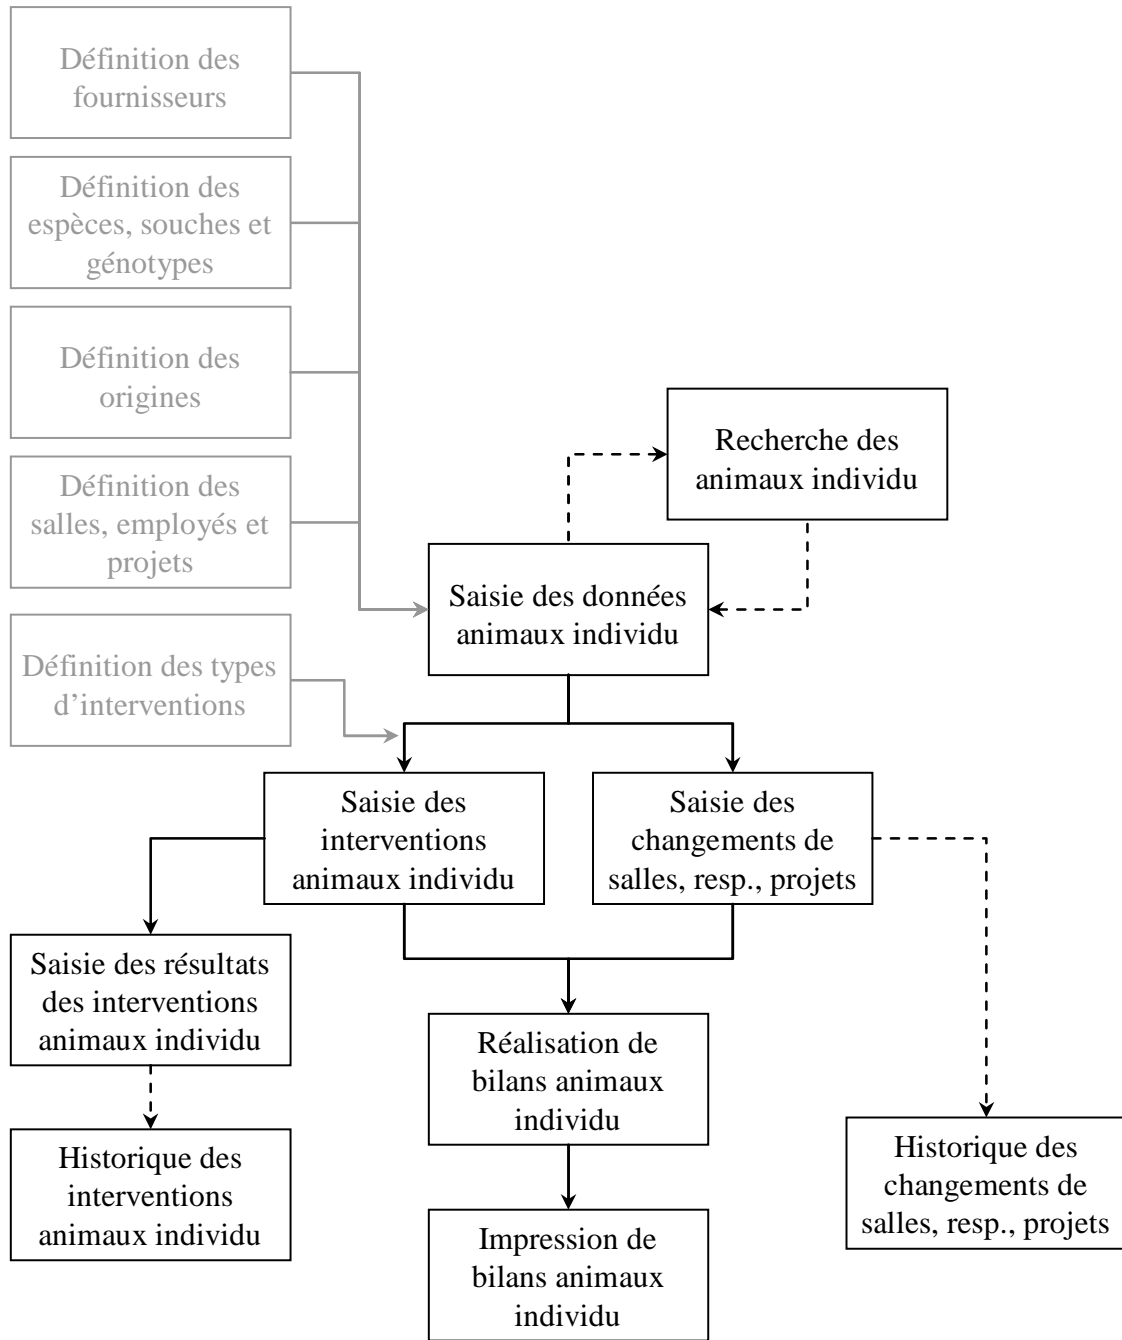 Définition des
fournisseurs
Définition des
espèces, souches et
génotypes
Définition des
origines
Recherche des
animaux individu
Définition des
salles, employés et
projets
Saisie des données
animaux individu
Définition des types
d’interventions
Saisie des
interventions
animaux individu
Saisie des
changements de
salles, resp., projets
Saisie des résultats
des interventions
animaux individu
Réalisation de
bilans animaux
individu
Historique des
interventions
animaux individu
Historique des
changements de
salles, resp., projets
Impression de
bilans animaux
individu